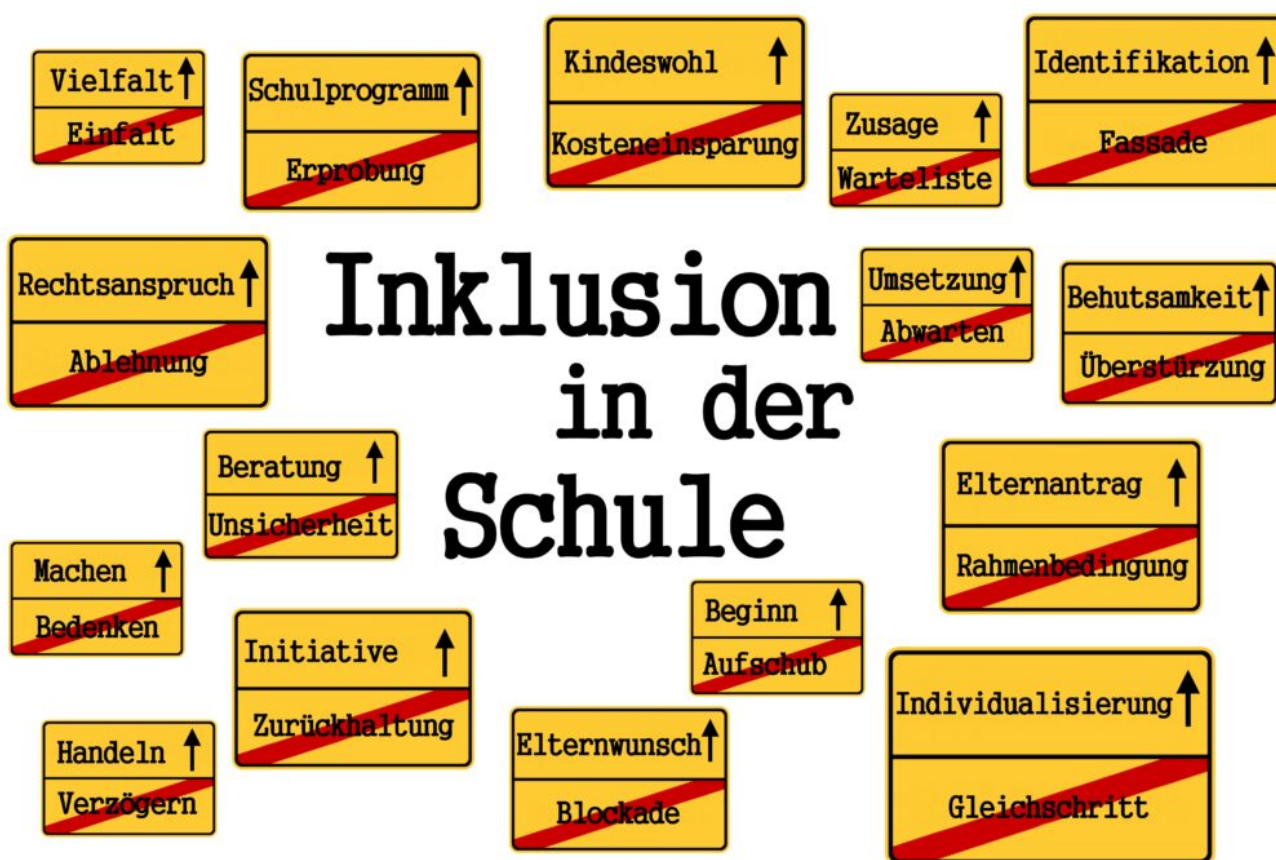 Vielfalt
Einfalt
Schulprogramm
Erprobung
Kindeswohl
Kosteneinsparung
Zusage
Warteliste
Identifikation
Fassade
Rechtsanspruch
Ablehnung
Inklusion
in der
Schule
Umsetzung
Abwarten
Behutsamkeit
Überstürzung
Beratung
Unsicherheit
Elternantrag
Rahmenbedingung
Machen
Bedenken
Initiative
Zurückhaltung
Beginn
Aufschub
Individualisierung
Gleichschritt
Handeln
Verzögern
Elternwunsch
Blockade